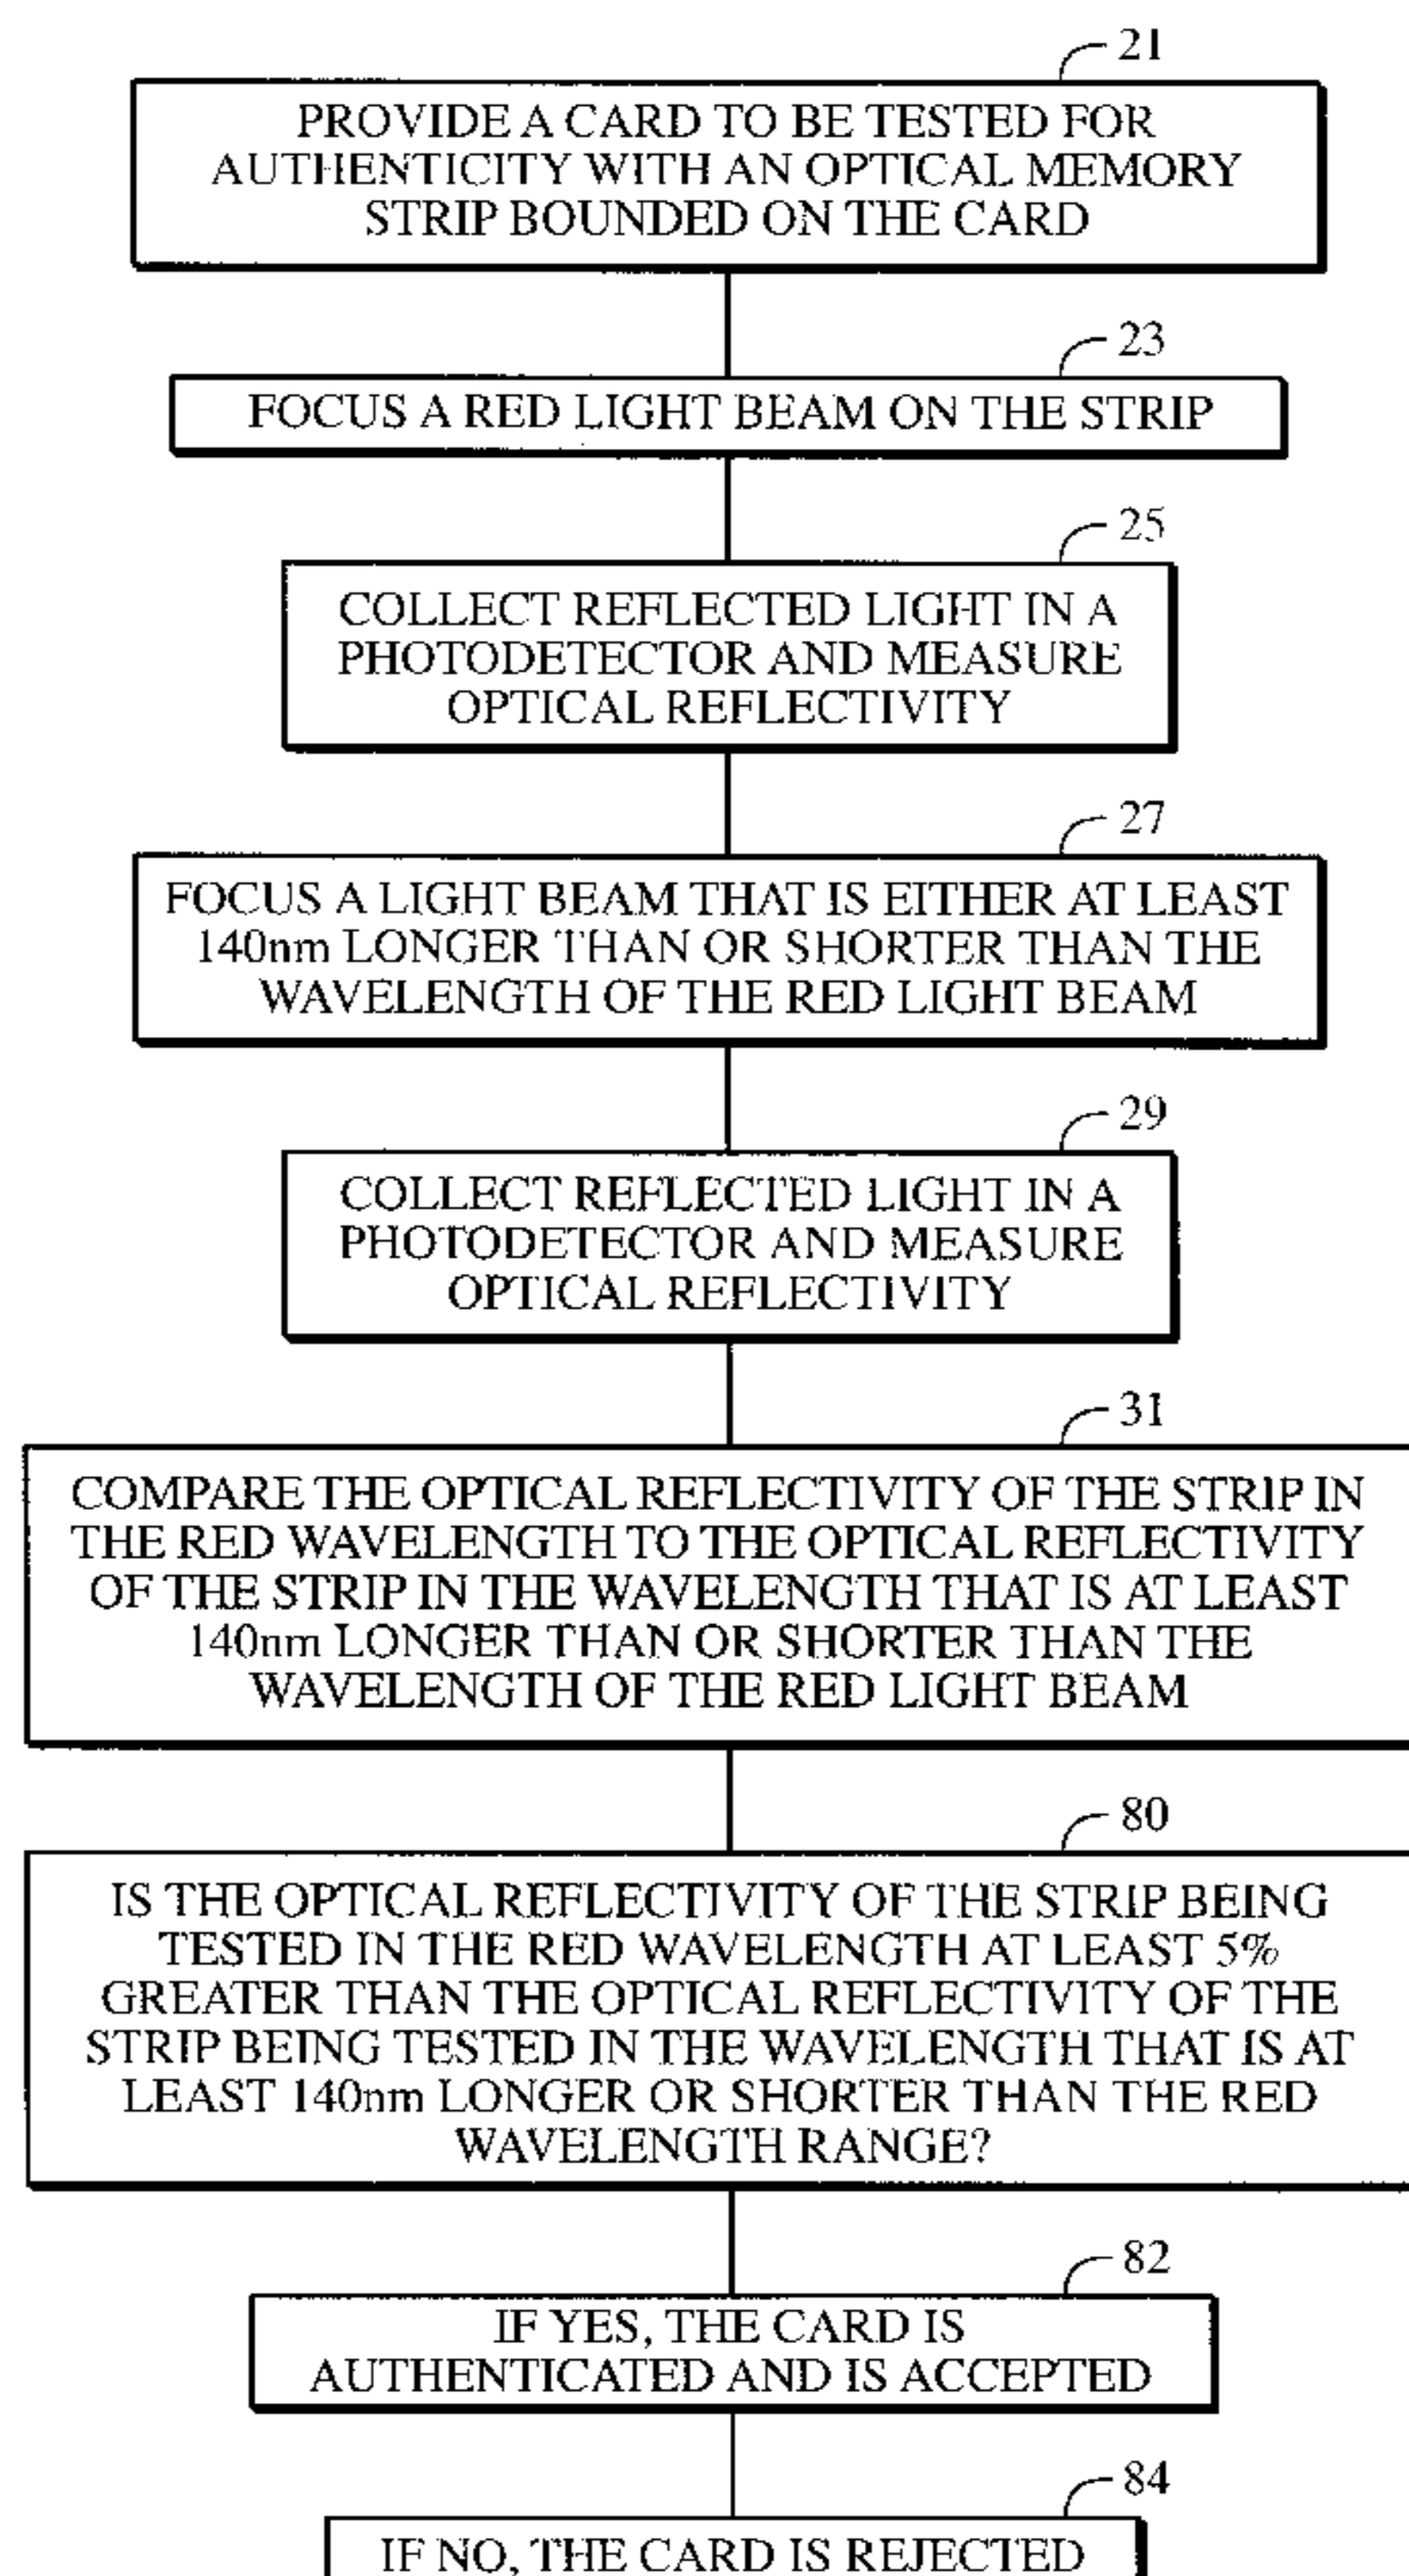 21
PROVIDE A CARD TO BE TESTED FOR
AUTHENTICITY WITH AN OPTICAL MEMORY
STRIP BOUNDED ON THE CARD
23
FOCUS A RED LIGHT BEAM ON THE STRIP
25
COLLECT REFLECTED LIGHT IN A
PHOTODETECTOR AND MEASURE
OPTICAL REFLECTIVITY
27
FOCUS A LIGHT BEAM THAT IS EITHER AT LEAST
140nm LONGER THAN OR SHORTER THAN THE
WAVELENGTH OF THE RED LIGHT BEAM
29
COLLECT REFLECTED LIGHT IN A
PHOTODETECTOR AND MEASURE
OPTICAL REFLECTIVITY
31
COMPARE THE OPTICAL REFLECTIVITY OF THE STRIP IN
THE RED WAVELENGTH TO THE OPTICAL REFLECTIVITY
OF THE STRIP IN THE WAVELENGTH THAT IS AT LEAST
140nm LONGER THAN OR SHORTER THAN THE
WAVELENGTH OF THE RED LIGHT BEAM
80
IS THE OPTICAL REFLECTIVITY OF THE STRIP BEING
TESTED IN THE RED WAVELENGTH AT LEAST 5%
GREATER THAN THE OPTICAL REFLECTIVITY OF THE
STRIP BEING TESTED IN THE WAVELENGTH THAT IS AT
LEAST 140nm LONGER OR SHORTER THAN THE RED
WAVELENGTH RANGE?
82
IF YES, THE CARD IS
AUTHENTICATED AND IS ACCEPTED
84
IF NO, THE CARD IS REJECTED